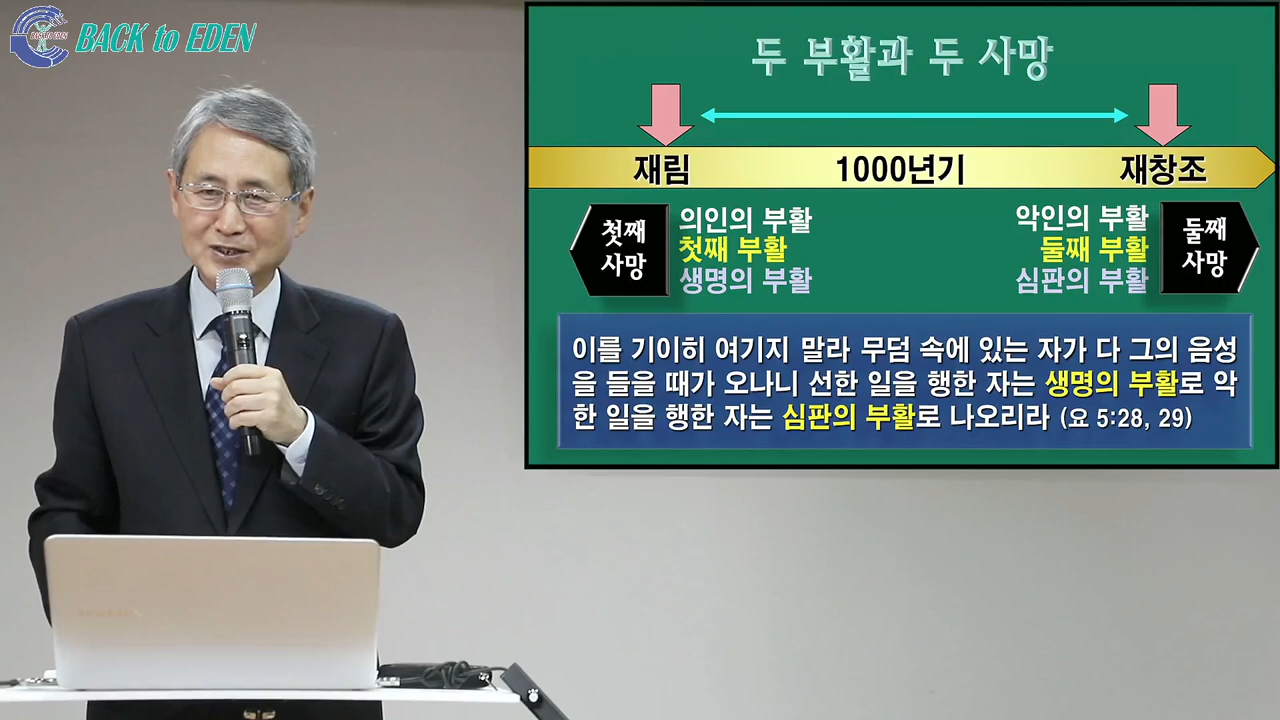 BACK to EDEN
BACK TO EDEN
두 부활과 두 사망
재림
1000년기
재창조
첫째
사망
의인의 부활
첫째 부활
생명의 부활
악인의 부활
둘째 부활
심판의 부활
둘째
사망
이를 기이히 여기지 말라 무덤 속에 있는 자가 다 그의 음성
을 들을 때가 오나니 선한 일을 행한 자는 생명의 부활로 악
한 일을 행한 자는 심판의 부활로 나오리라 (요 5:28, 29)